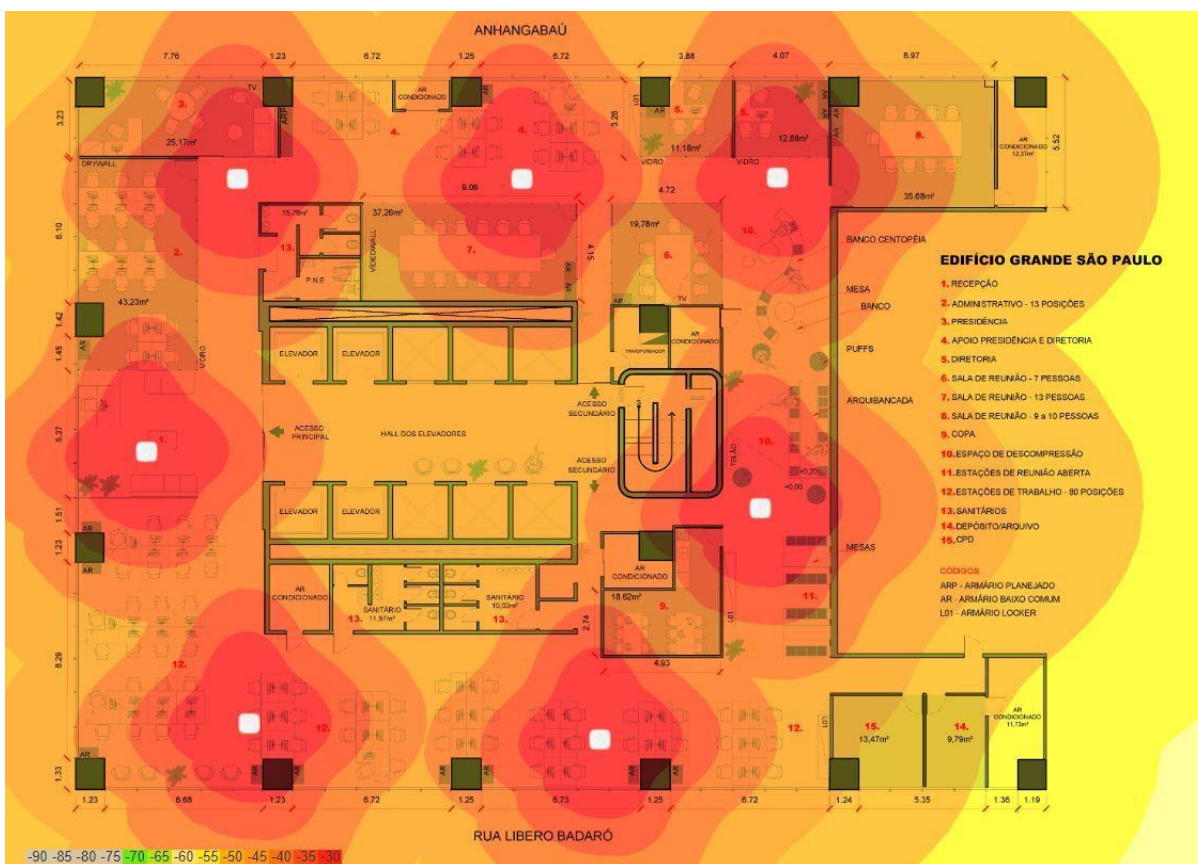 ANHANGABAÚ
7.76
1.23
6.72
1.25
6.72
3.88
4.07
6.97
3.23
3.
TV
ARP
4.
AR
CONDICIONADO
AR
4.
3.28
L01
AR
5.
5.
AR
AR
AR
AR
8.
AR
CONDICIONADO
12,27m²
5.52
25,17m²
11,18m²
12,88m²
DRYWALL
VIDRO
VIDRO
9.06
4.72
35,68m²
15,79m²
37,26m²
19,78m²
6.10
2.
13.
VIDEOWALL
7.
4.15
6.
10.
BANCO CENTOPÉIA
P.N.E
AR
AR
AR
TV
MESA
BANCO
43,23m²
1.42
1.45
AR
VIDRO
ELEVADOR
ELEVADOR
TRANSFORMADOR
AR
CONDICIONADO
PUFFS
ACESSO
SECUNDÁRIO
ARQUIBANCADA
5.37
1.
ACESSO
PRINCIPAL
HALL DOS ELEVADORES
ACESSO
SECUNDÁRIO
TELÃO
10.
+0,20
+0,00
1.51
1.23
AR
AR
ELEVADOR
ELEVADOR
MESAS
AR
CONDICIONADO
SANITÁRIO
11,57m²
13.
SANITÁRIO
10,02m²
13.
AR
CONDICIONADO
18.62m²
9.
2.74
4.93
L01
11.
8.29
12.
12.
12.
L01
15.
13,47m²
14.
9,79m²
AR
CONDICIONADO
11,73m²
1.33
AR
AR
AR
AR
AR
AR
AR
1.23
6.68
1.23
6.72
1.25
6.73
1.25
6.72
1.24
5.35
1.36
1.19
RUA LIBERO BADARÓ
EDIFÍCIO GRANDE SÃO PAULO
1. RECEPÇÃO
2. ADMINISTRATIVO - 13 POSIÇÕES
3. PRESIDÊNCIA
4. APOIO PRESIDÊNCIA E DIRETORIA
5. DIRETORIA
6. SALA DE REUNIÃO - 7 PESSOAS
7. SALA DE REUNIÃO - 13 PESSOAS
8. SALA DE REUNIÃO - 9 a 10 PESSOAS
9. COPA
10. ESPAÇO DE DESCOMPRESSÃO
11. ESTAÇÕES DE REUNIÃO ABERTA
12. ESTAÇÕES DE TRABALHO - 80 POSIÇÕES
13. SANITÁRIOS
14. DEPÓSITO/ARQUIVO
15. CPD
CÓDIGOS
ARP - ARMÁRIO PLANEJADO
AR - ARMÁRIO BAIXO COMUM
L01 - ARMÁRIO LOCKER
-90 -85 -80 -75 -70 -65 -60 -55 -50 -45 -40 -35 -30